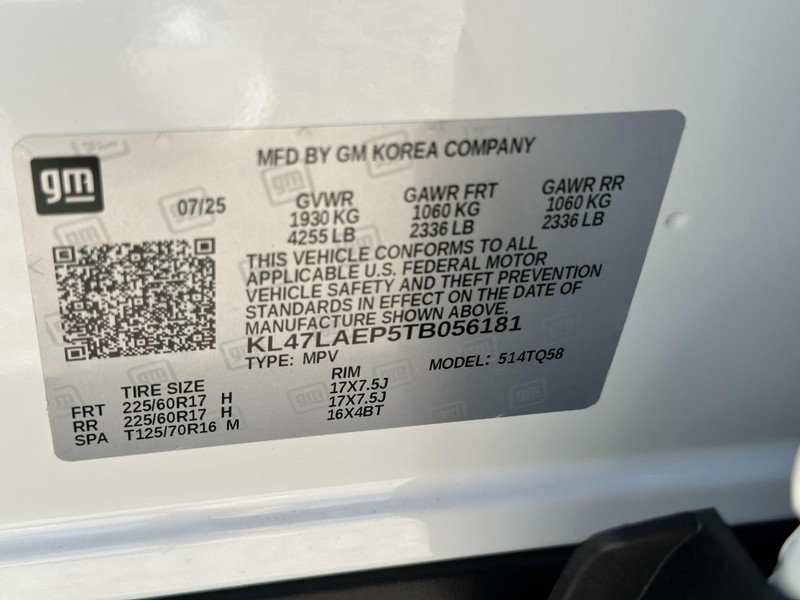 MFD BY GM KOREA COMPANY
gm
07/25
GVWR
1930 KG
4255 LB
GAWR FRT
1060 KG
2336 LB
GAWR RR
1060 KG
2336 LB
THIS VEHICLE CONFORMS TO ALL
APPLICABLE U.S. FEDERAL MOTOR
VEHICLE SAFETY AND THEFT PREVENTION
STANDARDS IN EFFECT ON THE DATE OF
MANUFACTURE SHOWN ABOVE.
KL47LAEP5TB056181
TYPE: MPV MODEL: 514TQ58
TIRE SIZE RIM
FRT 225/60R17 H 17X7.5J
RR 225/60R17 H 17X7.5J
SPA T125/70R16 M 16X4BT